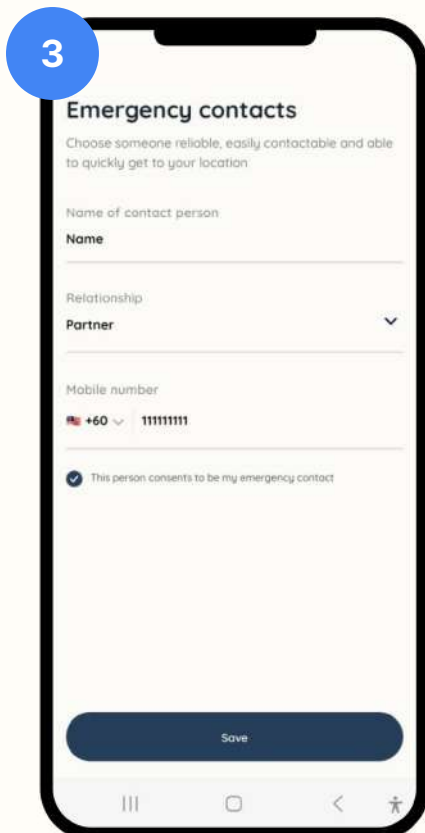 3
Emergency contacts
Choose someone reliable, easily contactable and able
to quickly get to your location
Name of contact person
Name
Relationship
Partner
Mobile number
+60 111111111
This person consents to be my emergency contact
Save